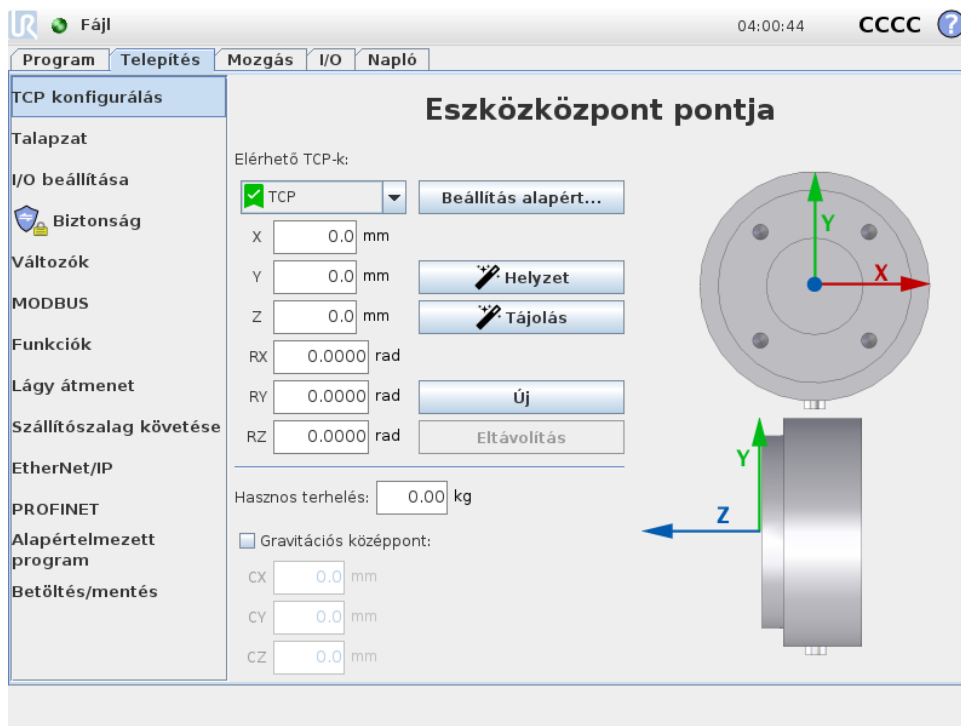 UR Fájl 04:00:44 CCCC ?
Program Telepítés Mozgás I/O Napló
TCP konfigurálás
Talapzat
I/O beállítása
Biztonság
Változók
MODBUS
Funkciók
Lágy átmenet
Szállítószalag követése
EtherNet/IP
PROFINET
Alapértelmezett
program
Betöltés/mentés
Eszközközpont pontja
Elérhető TCP-k:
TCP Beállítás alapért...
X 0.0 mm
Y 0.0 mm Helyzet
Z 0.0 mm Tájolás
RX 0.0000 rad
RY 0.0000 rad Új
RZ 0.0000 rad Eltávolítás
Hasznos terhelés: 0.00 kg
Gravitációs középpont:
CX 0.0 mm
CY 0.0 mm
CZ 0.0 mm
Y
X
Y
Z